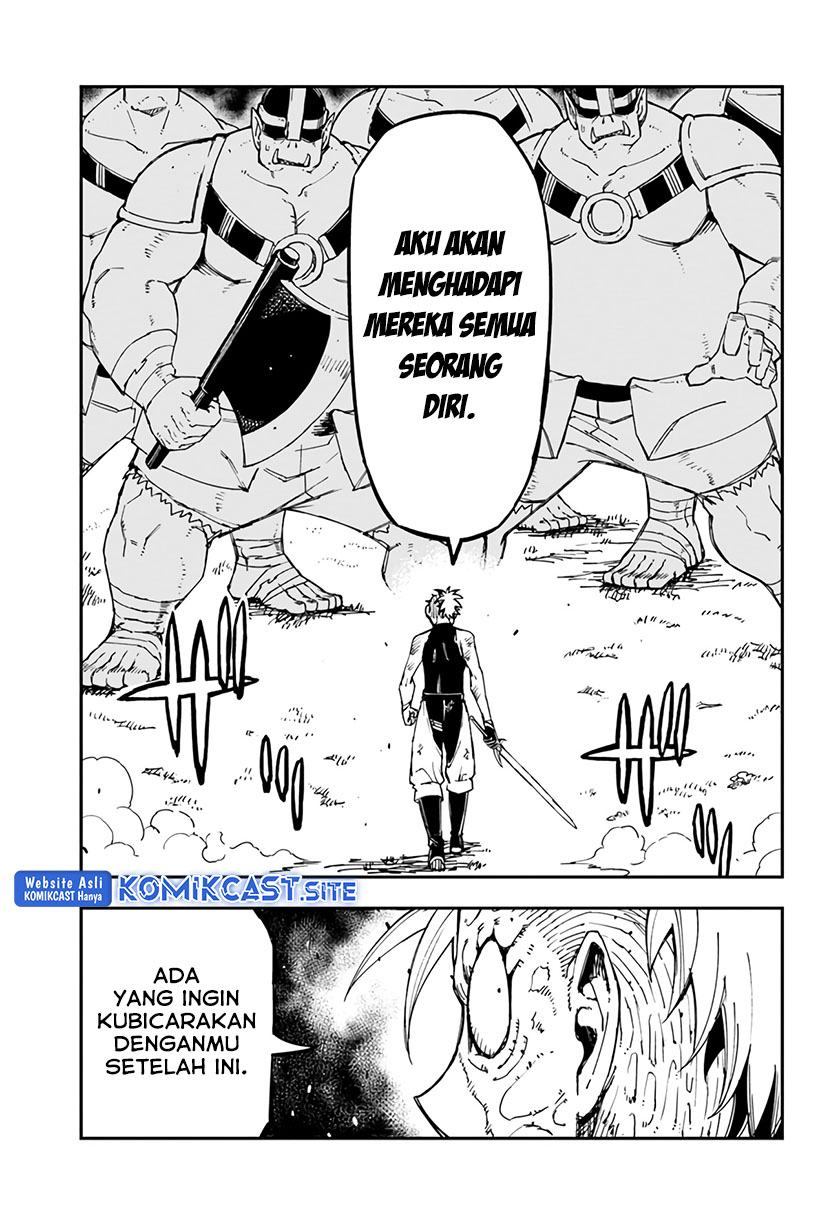 AKU AKAN
MENGHADAPI
MEREKA SEMUA
SEORANG
DIRI.
Website Asli
KOMIKCAST Hanya
KOMIKCAST.SITE
ADA
YANG INGIN
KUBICARAKAN
DENGANMU
SETELAH INI.